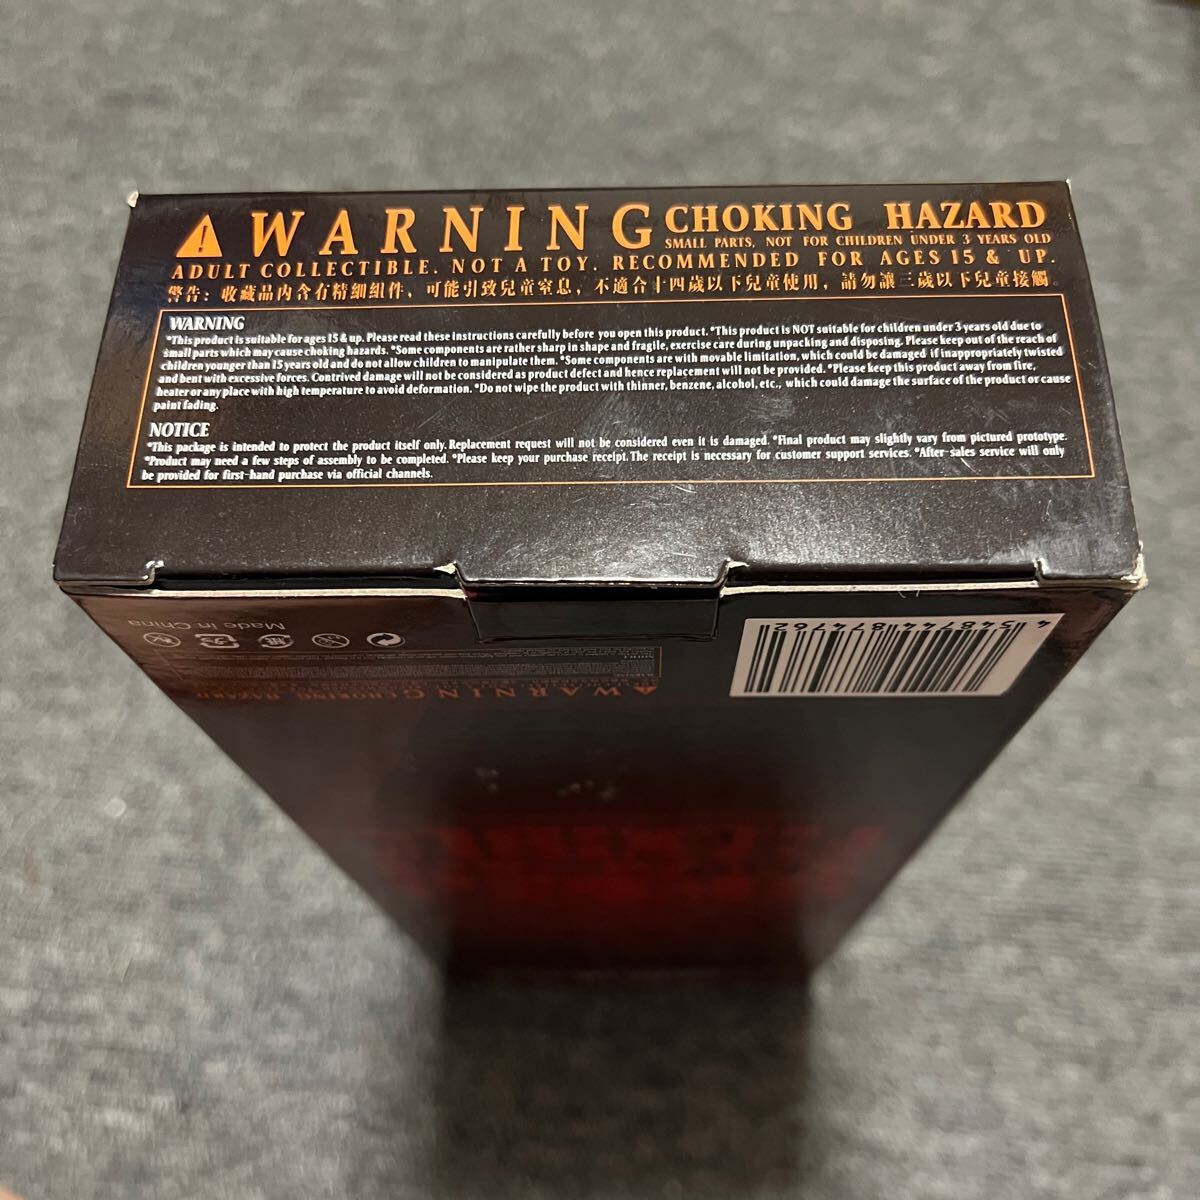 WARNING CHOKING HAZARD
SMALL PARTS, NOT FOR CHILDREN UNDER 3 YEARS OLD
ADULT COLLECTIBLE. NOT A TOY. RECOMMENDED FOR AGES 15 & UP.
警告：收藏品內含有精細組件，可能引致兒童窒息，不適合十四歲以下兒童使用，請勿讓三歲以下兒童接觸。
WARNING
*This product is suitable for ages 15 & up. Please read these instructions carefully before you open this product. *This product is NOT suitable for children under 3 years old due to
small parts which may cause choking hazards. *Some components are rather sharp in shape and fragile, exercise care during unpacking and disposing. Please keep out of the reach of
children younger than 15 years old and do not allow children to manipulate them. *Some components are with movable limitation, which could be damaged if inappropriately twisted
and bent with excessive forces. Contrived damage will not be considered as product defect and hence replacement will not be provided. *Please keep this product away from fire,
heater or any place with high temperature to avoid deformation. *Do not wipe the product with thinner, benzene, alcohol, etc., which could damage the surface of the product or cause
paint fading.
NOTICE
*This package is intended to protect the product itself only. Replacement request will not be considered even it is damaged. *Final product may slightly vary from pictured prototype.
*Product may need a few steps of assembly to be completed. *Please keep your purchase receipt. The receipt is necessary for customer support services. *After-sales service will only
be provided for first-hand purchase via official channels.
Made in China
4 548787 444762
WARNING CHOKING HAZARD